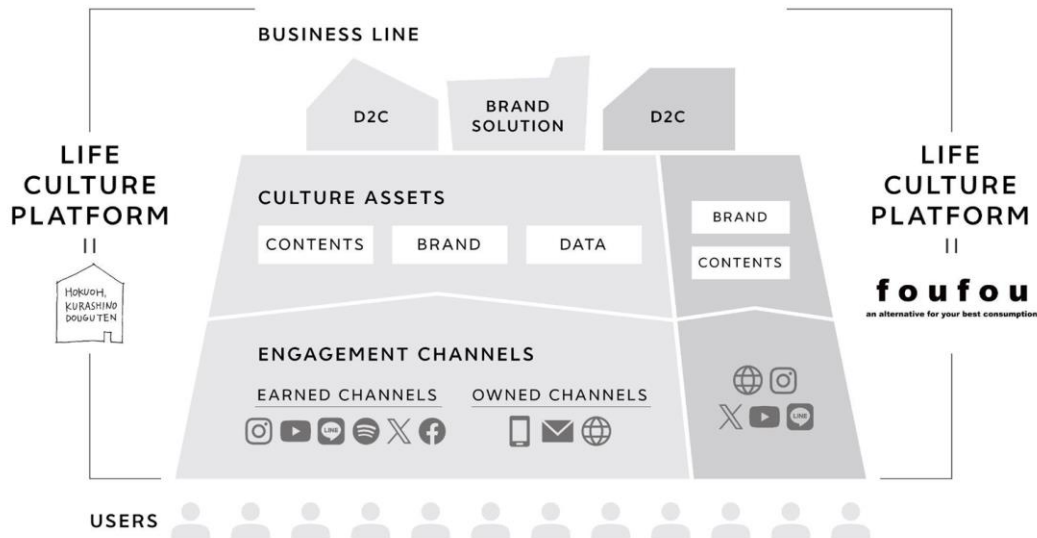 BUSINESS LINE
D2C
BRAND
SOLUTION
D2C
LIFE
CULTURE
PLATFORM
HOKUOH,
KURASHINO
DOUGUTEN
CULTURE ASSETS
CONTENTS
BRAND
DATA
BRAND
CONTENTS
LIFE
CULTURE
PLATFORM
foufou
an alternative for your best consumption
ENGAGEMENT CHANNELS
EARNED CHANNELS
LINE
OWNED CHANNELS
LINE
USERS